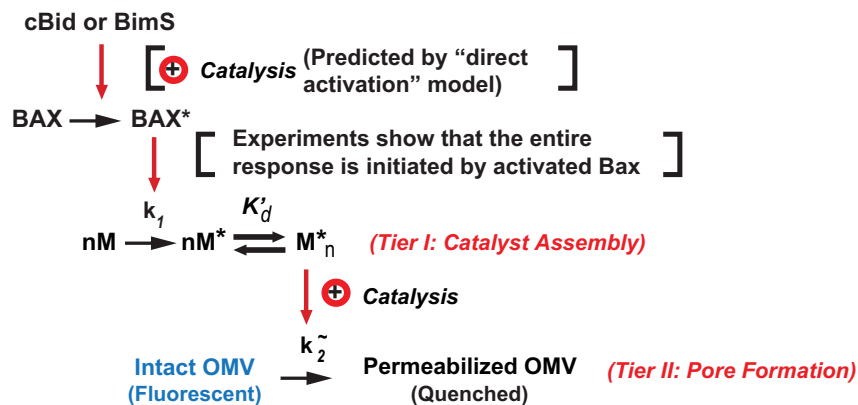 cBid or BimS
[ + Catalysis (Predicted by “direct
activation” model) ]
BAX → BAX*
[ Experiments show that the entire
response is initiated by activated Bax ]
k1 K'd
nM → nM* ⇌ M*n (Tier I: Catalyst Assembly)
+ Catalysis
k2~
Intact OMV → Permeabilized OMV (Tier II: Pore Formation)
(Fluorescent) (Quenched)